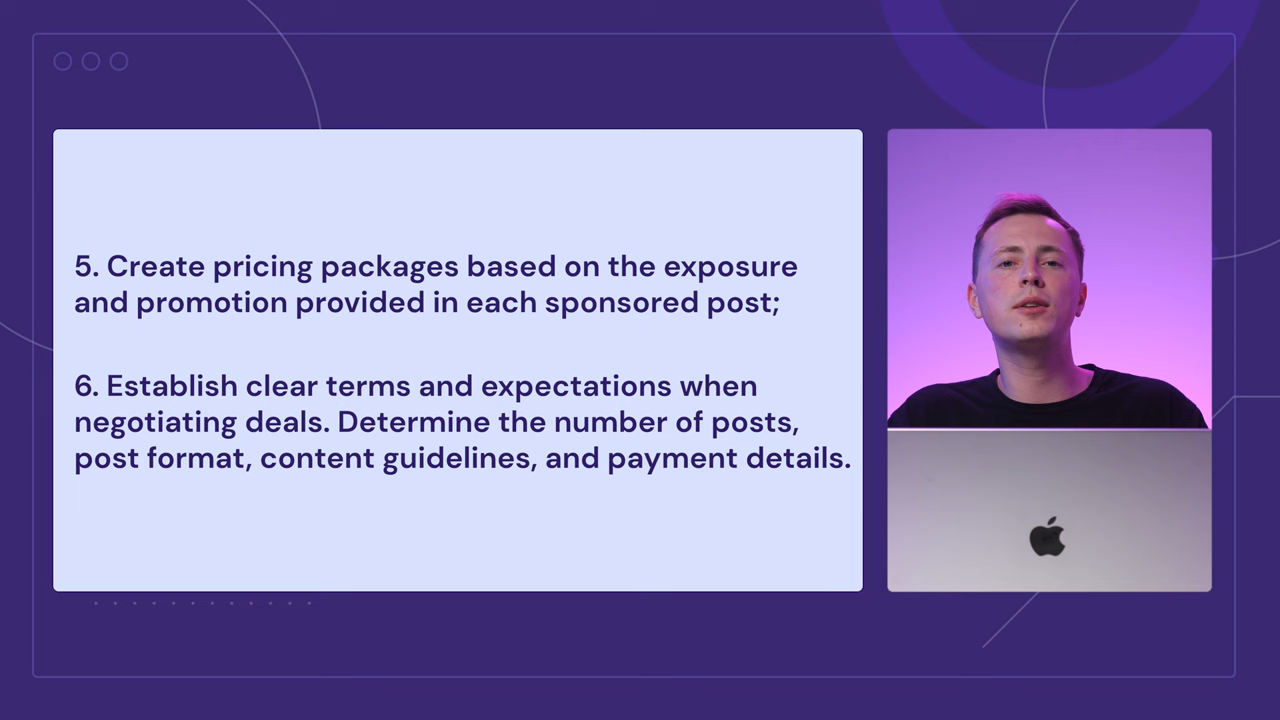 5. Create pricing packages based on the exposure
and promotion provided in each sponsored post;
6. Establish clear terms and expectations when
negotiating deals. Determine the number of posts,
post format, content guidelines, and payment details.